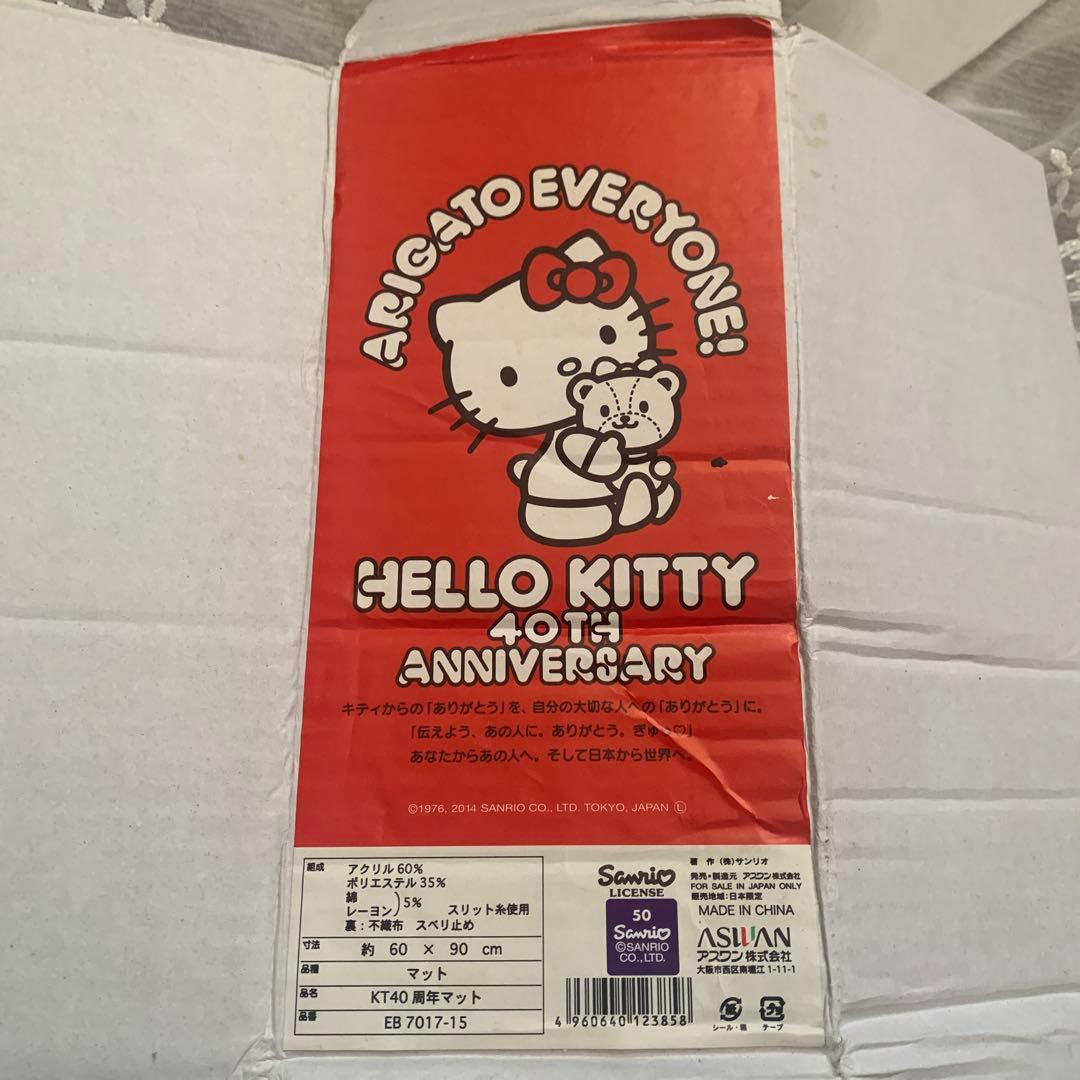 ARIGATO EVERYONE!
HELLO KITTY
40TH
ANNIVERSARY
キティからの「ありがとう」を、自分の大切な人への「ありがとう」に。
「伝えよう、あの人に。ありがとう。ぎゅっ♡」
あなたからあの人へ。そして日本から世界へ。
©1976, 2014 SANRIO CO., LTD. TOKYO, JAPAN Ⓛ
組成 アクリル 60%
ポリエステル 35%
綿
レーヨン)5% スリット糸使用
裏：不織布 スベリ止め
寸法 約 60 × 90 cm
品種 マット
品名 KT40 周年マット
品番 EB 7017-15
Sanrio
LICENSE
50
Sanrio
©SANRIO
CO.,LTD.
4 960640 123858
著 作 (株)サンリオ
発売・製造元 アスワン株式会社
FOR SALE IN JAPAN ONLY
販売地域：日本限定
MADE IN CHINA
ASWAN
アスワン株式会社
大阪市西区南堀江 1-11-1
シール・箱
テープ